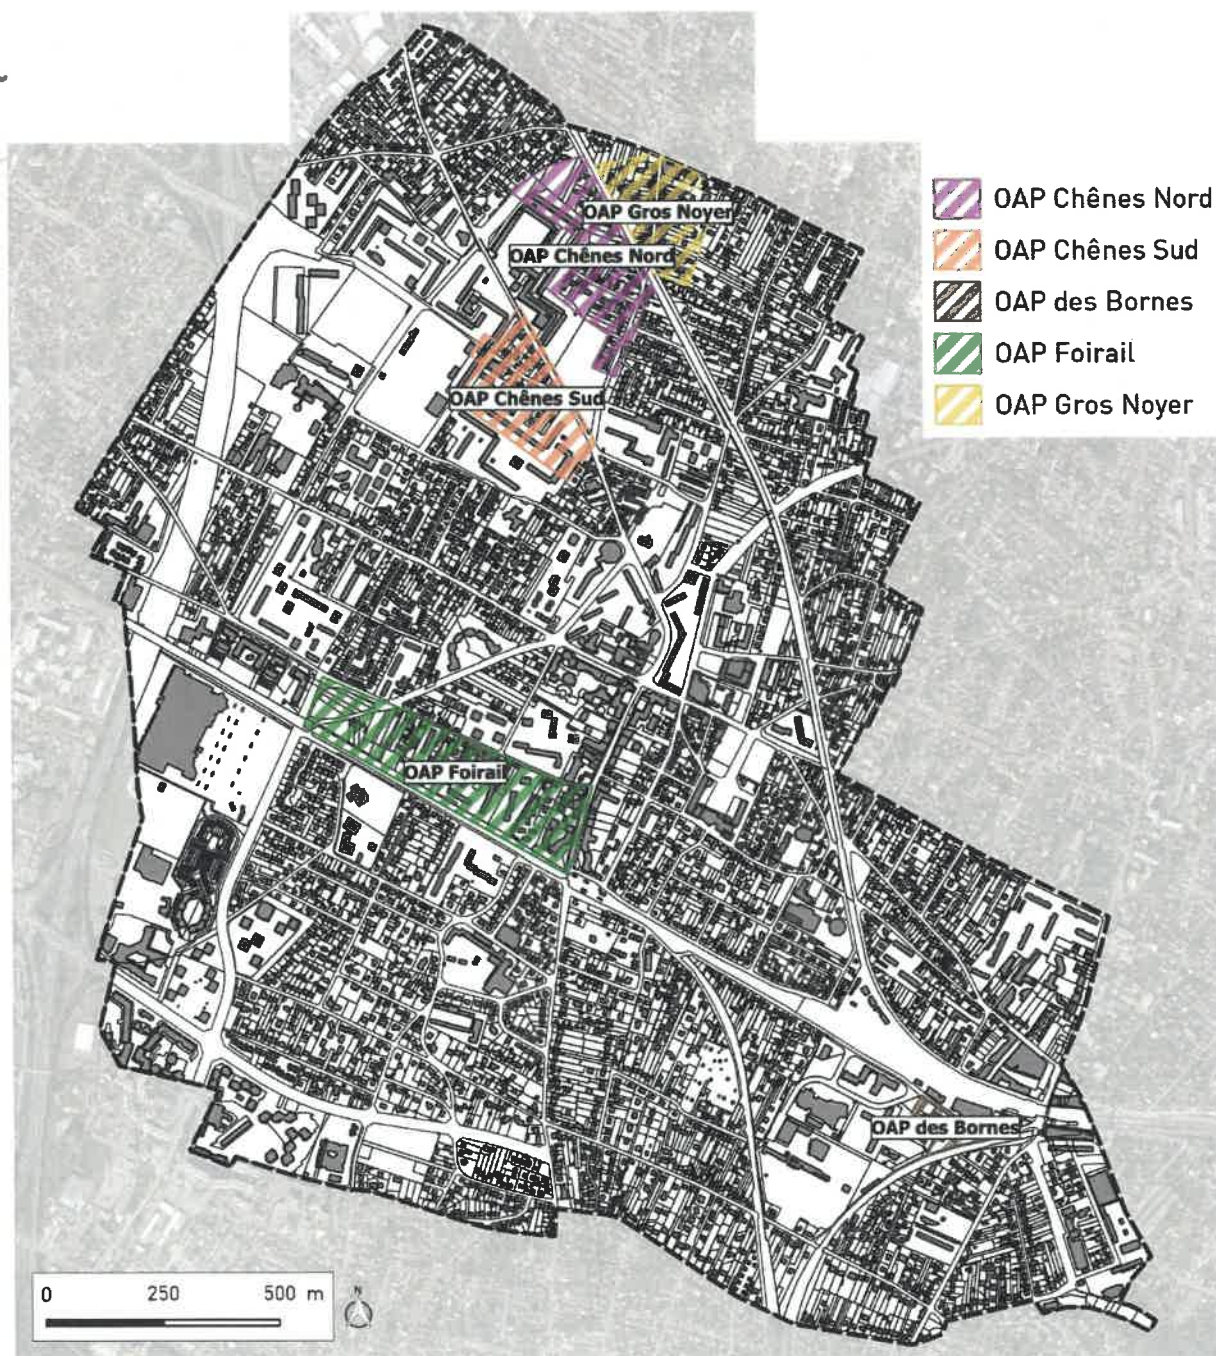 OAP Gros Noyer
OAP Chênes Nord
OAP Chênes Sud
OAP Foirail
OAP des Bornes
OAP Chênes Nord
OAP Chênes Sud
OAP des Bornes
OAP Foirail
OAP Gros Noyer
0 250 500 m
N